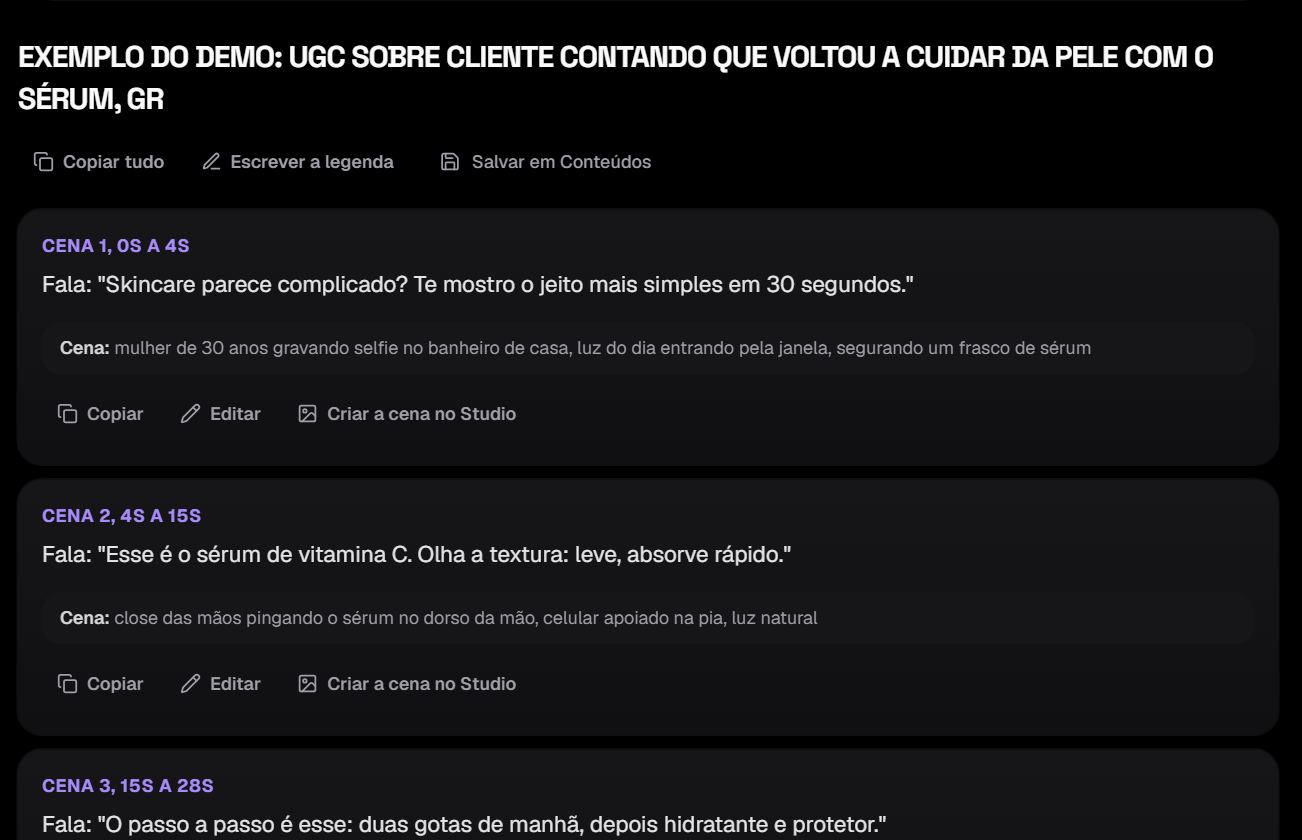 EXEMPLO DO DEMO: UGC SOBRE CLIENTE CONTANDO QUE VOLTOU A CUIDAR DA PELE COM O
SÉRUM, GR
Copiar tudo Escrever a legenda Salvar em Conteúdos
CENA 1, 0S A 4S
Fala: "Skincare parece complicado? Te mostro o jeito mais simples em 30 segundos."
Cena: mulher de 30 anos gravando selfie no banheiro de casa, luz do dia entrando pela janela, segurando um frasco de sérum
Copiar Editar Criar a cena no Studio
CENA 2, 4S A 15S
Fala: "Esse é o sérum de vitamina C. Olha a textura: leve, absorve rápido."
Cena: close das mãos pingando o sérum no dorso da mão, celular apoiado na pia, luz natural
Copiar Editar Criar a cena no Studio
CENA 3, 15S A 28S
Fala: "O passo a passo é esse: duas gotas de manhã, depois hidratante e protetor."